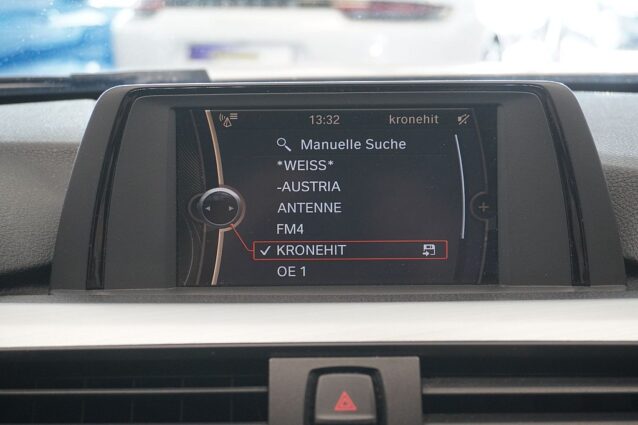 13:32 kronehit
Manuelle Suche
*WEISS*
-AUSTRIA
ANTENNE
FM4
KRONEHIT
OE 1